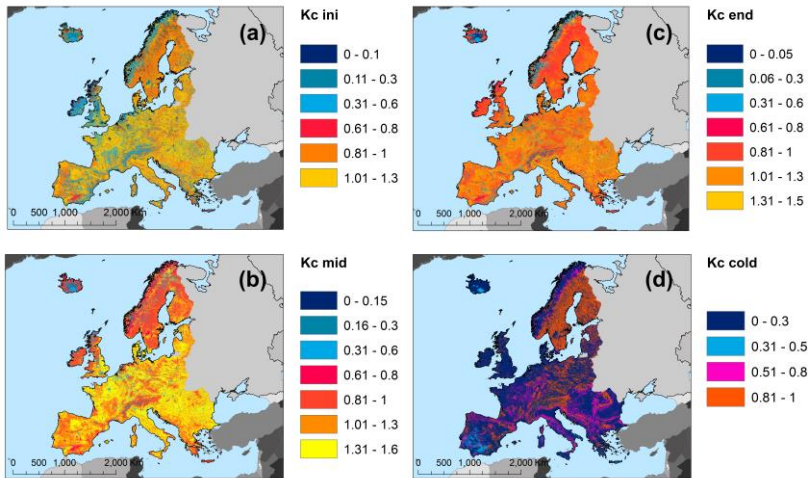 (a)
0 500 1,000 2,000 Km
Kc ini
0 - 0.1
0.11 - 0.3
0.31 - 0.6
0.61 - 0.8
0.81 - 1
1.01 - 1.3
(c)
0 500 1,000 2,000 Km
Kc end
0 - 0.05
0.06 - 0.3
0.31 - 0.6
0.61 - 0.8
0.81 - 1
1.01 - 1.3
1.31 - 1.5
(b)
0 500 1,000 2,000 Km
Kc mid
0 - 0.15
0.16 - 0.3
0.31 - 0.6
0.61 - 0.8
0.81 - 1
1.01 - 1.3
1.31 - 1.6
(d)
0 500 1,000 2,000 Km
Kc cold
0 - 0.3
0.31 - 0.5
0.51 - 0.8
0.81 - 1